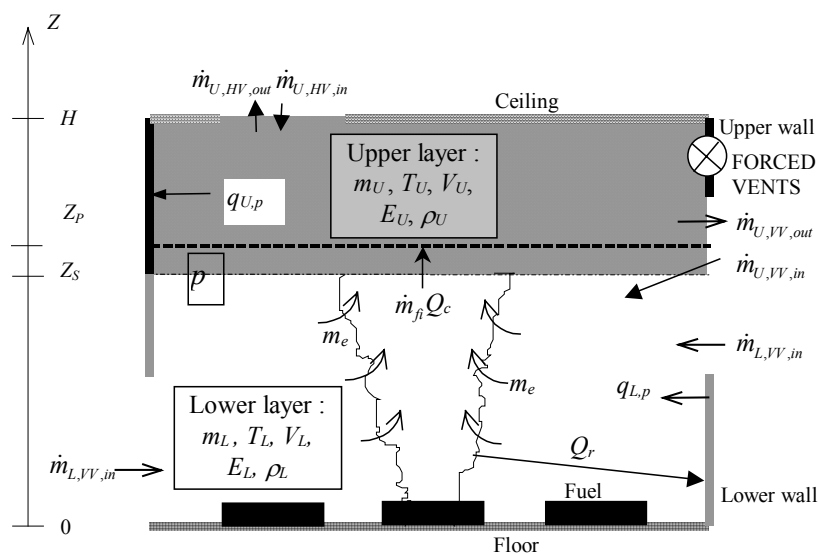 Z
ṁ_U,HV,out ṁ_U,HV,in
H
Ceiling
Upper wall
Upper layer :
m_U, T_U, V_U,
E_U, ρ_U
FORCED
VENTS
q_U,p
Z_P
ṁ_U,VV,out
Z_S
p
ṁ_U,VV,in
ṁ_fi Q_c
m_e
ṁ_L,VV,in
m_e
q_L,p
Lower layer :
m_L, T_L, V_L,
E_L, ρ_L
ṁ_L,VV,in
Q_r
Fuel
Lower wall
0
Floor